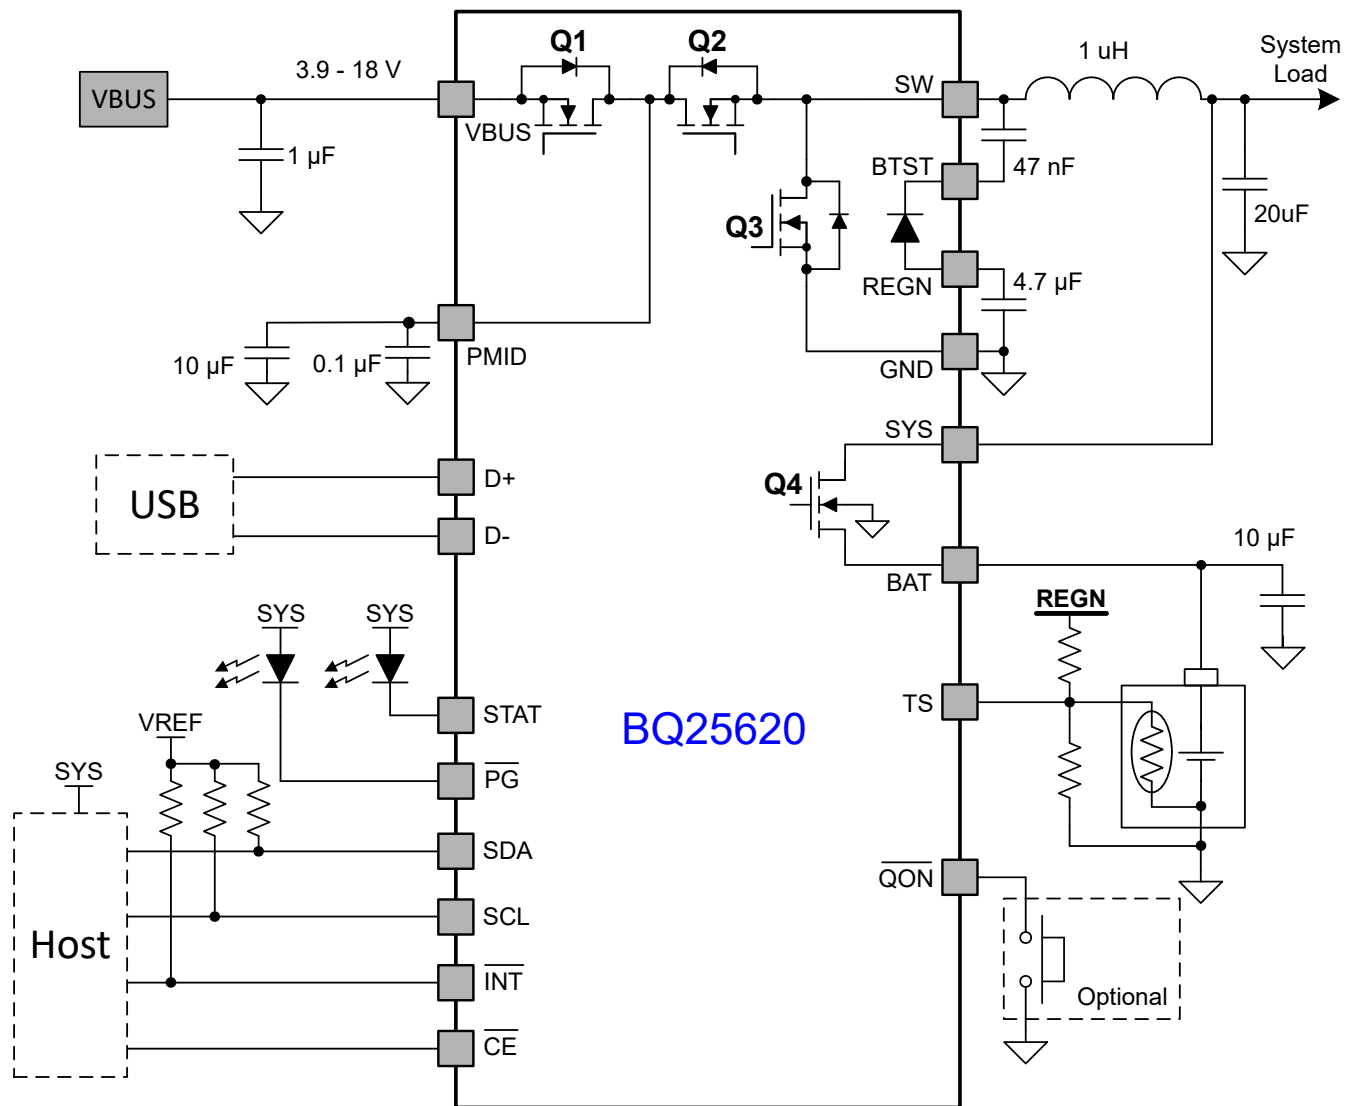 Q1
Q2
3.9 - 18 V
1 uH
System
Load
VBUS
SW
VBUS
1 µF
BTST
47 nF
20uF
Q3
REGN
4.7 µF
10 µF
0.1 µF
PMID
GND
SYS
D+
USB
Q4
D-
10 µF
BAT
REGN
SYS
SYS
TS
STAT
BQ25620
VREF
PG
SYS
SDA
QON
SCL
Host
INT
Optional
CE